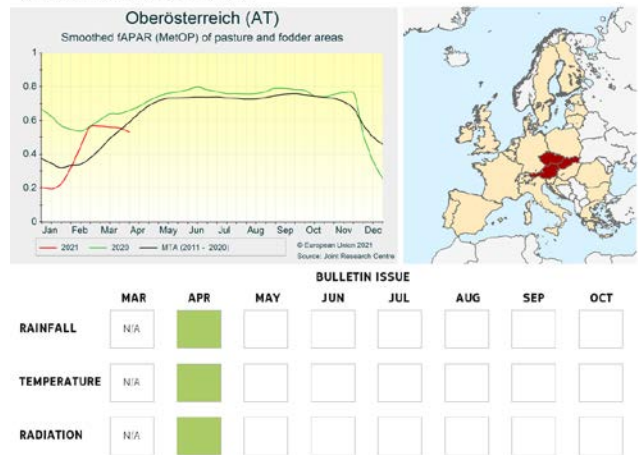 Oberösterreich (AT)
Smoothed fAPAR (MetOP) of pasture and fodder areas
1
0.8
0.6
0.4
0.2
0
Jan Feb Mar Apr May Jun Jul Aug Sep Oct Nov Dec
2021 2020 MTA (2011 - 2020)
© European Union 2021
Source: Joint Research Centre
BULLETIN ISSUE
MAR APR MAY JUN JUL AUG SEP OCT
RAINFALL N/A
TEMPERATURE N/A
RADIATION N/A